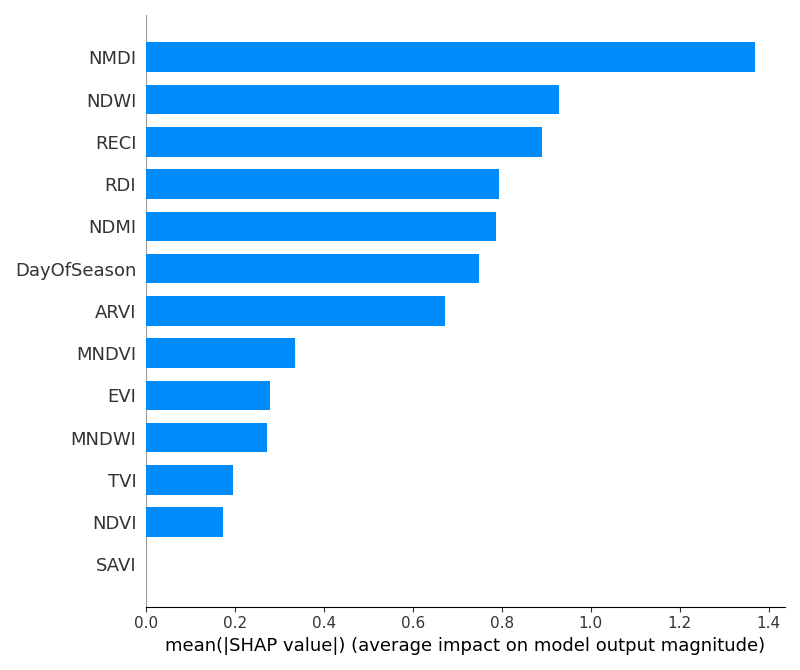 NMDI
NDWI
RECI
RDI
NDMI
DayOfSeason
ARVI
MNDVI
EVI
MNDWI
TVI
NDVI
SAVI
0.0 0.2 0.4 0.6 0.8 1.0 1.2 1.4
mean(|SHAP value|) (average impact on model output magnitude)